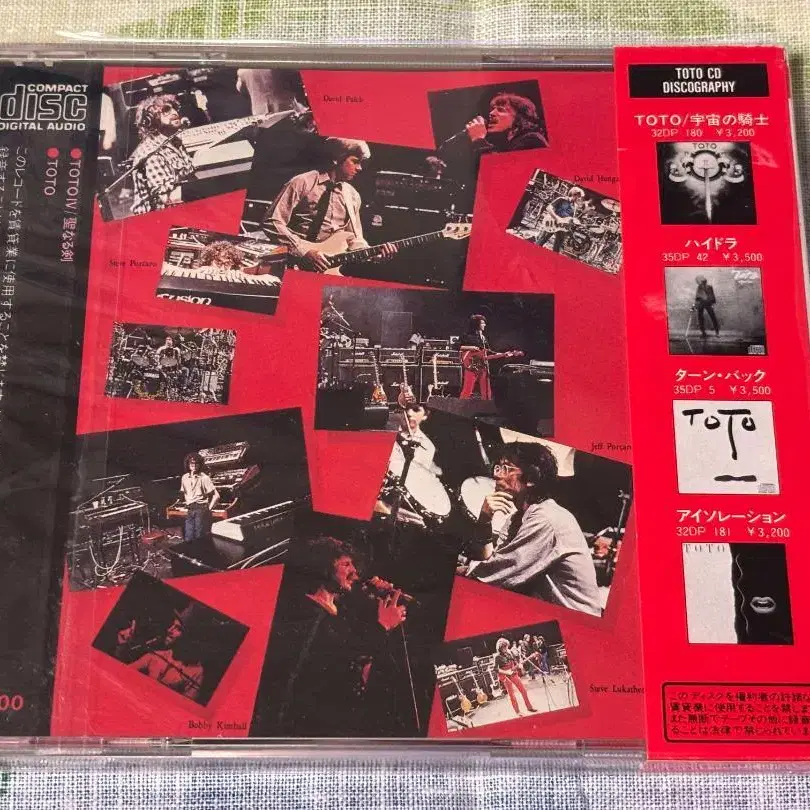 COMPACT
disc
DIGITAL AUDIO
●TOTO IV/聖なる剣
●TOTO
このレコードを賃貸業に使用すること
00
David Paich
David Hungate
Steve Porcaro
Jeff Porcaro
Steve Lukather
Bobby Kimball
TOTO CD
DISCOGRAPHY
TOTO/宇宙の騎士
32DP 180 ¥3,200
TOTO
ハイドラ
35DP 42 ¥3,500
ターン・バック
35DP 5 ¥3,500
TOTO
アイソレーション
32DP 181 ¥3,200
TOTO
このディスクを権利者の許諾な
賃貸業に使用することを禁じま
また無断でテープその他に録音
ることは法律で禁じられていま